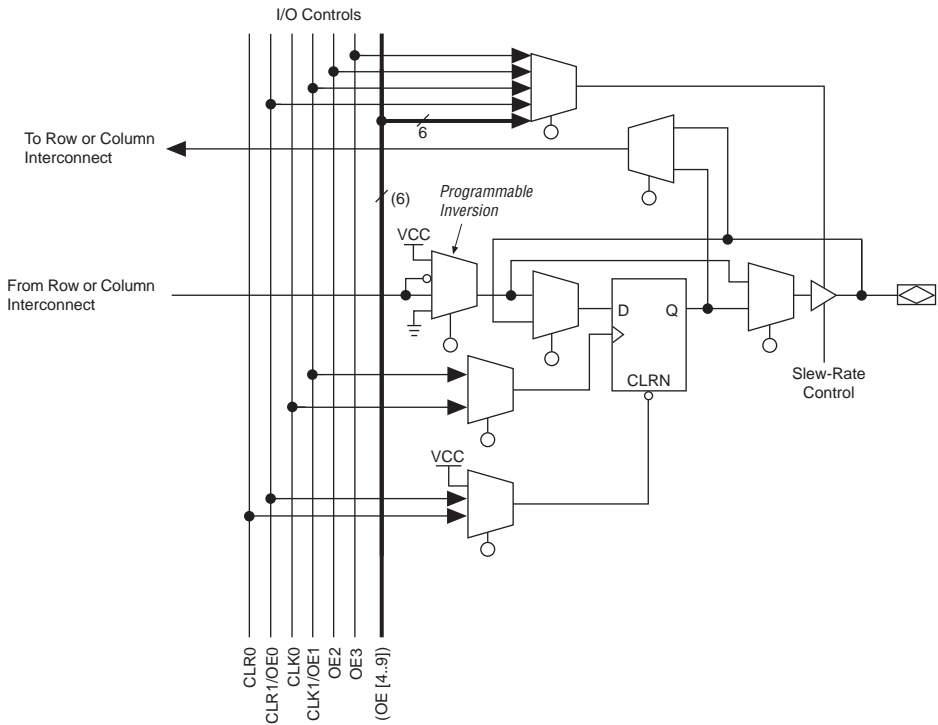 I/O Controls
6
To Row or Column
Interconnect
(6)
Programmable
Inversion
VCC
From Row or Column
Interconnect
D
Q
CLRN
Slew-Rate
Control
VCC
CLR0
CLR1/OE0
CLK0
CLK1/OE1
OE2
OE3
(OE [4..9])